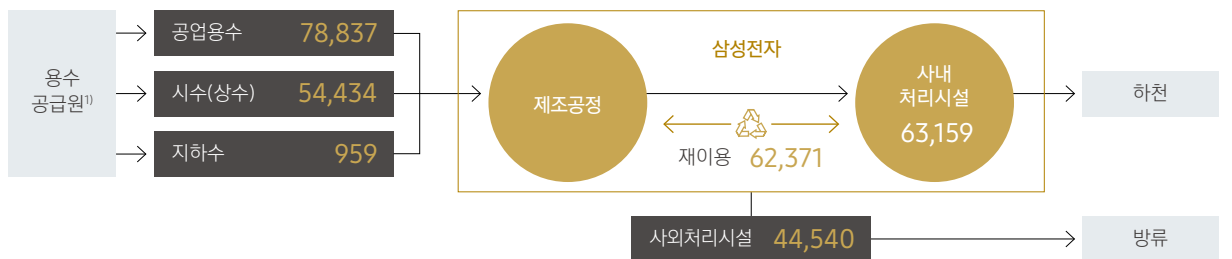 용수
공급원1)
공업용수 78,837
시수(상수) 54,434
지하수 959
삼성전자
제조공정
재이용 62,371
사내
처리시설
63,159
하천
사외처리시설 44,540
방류